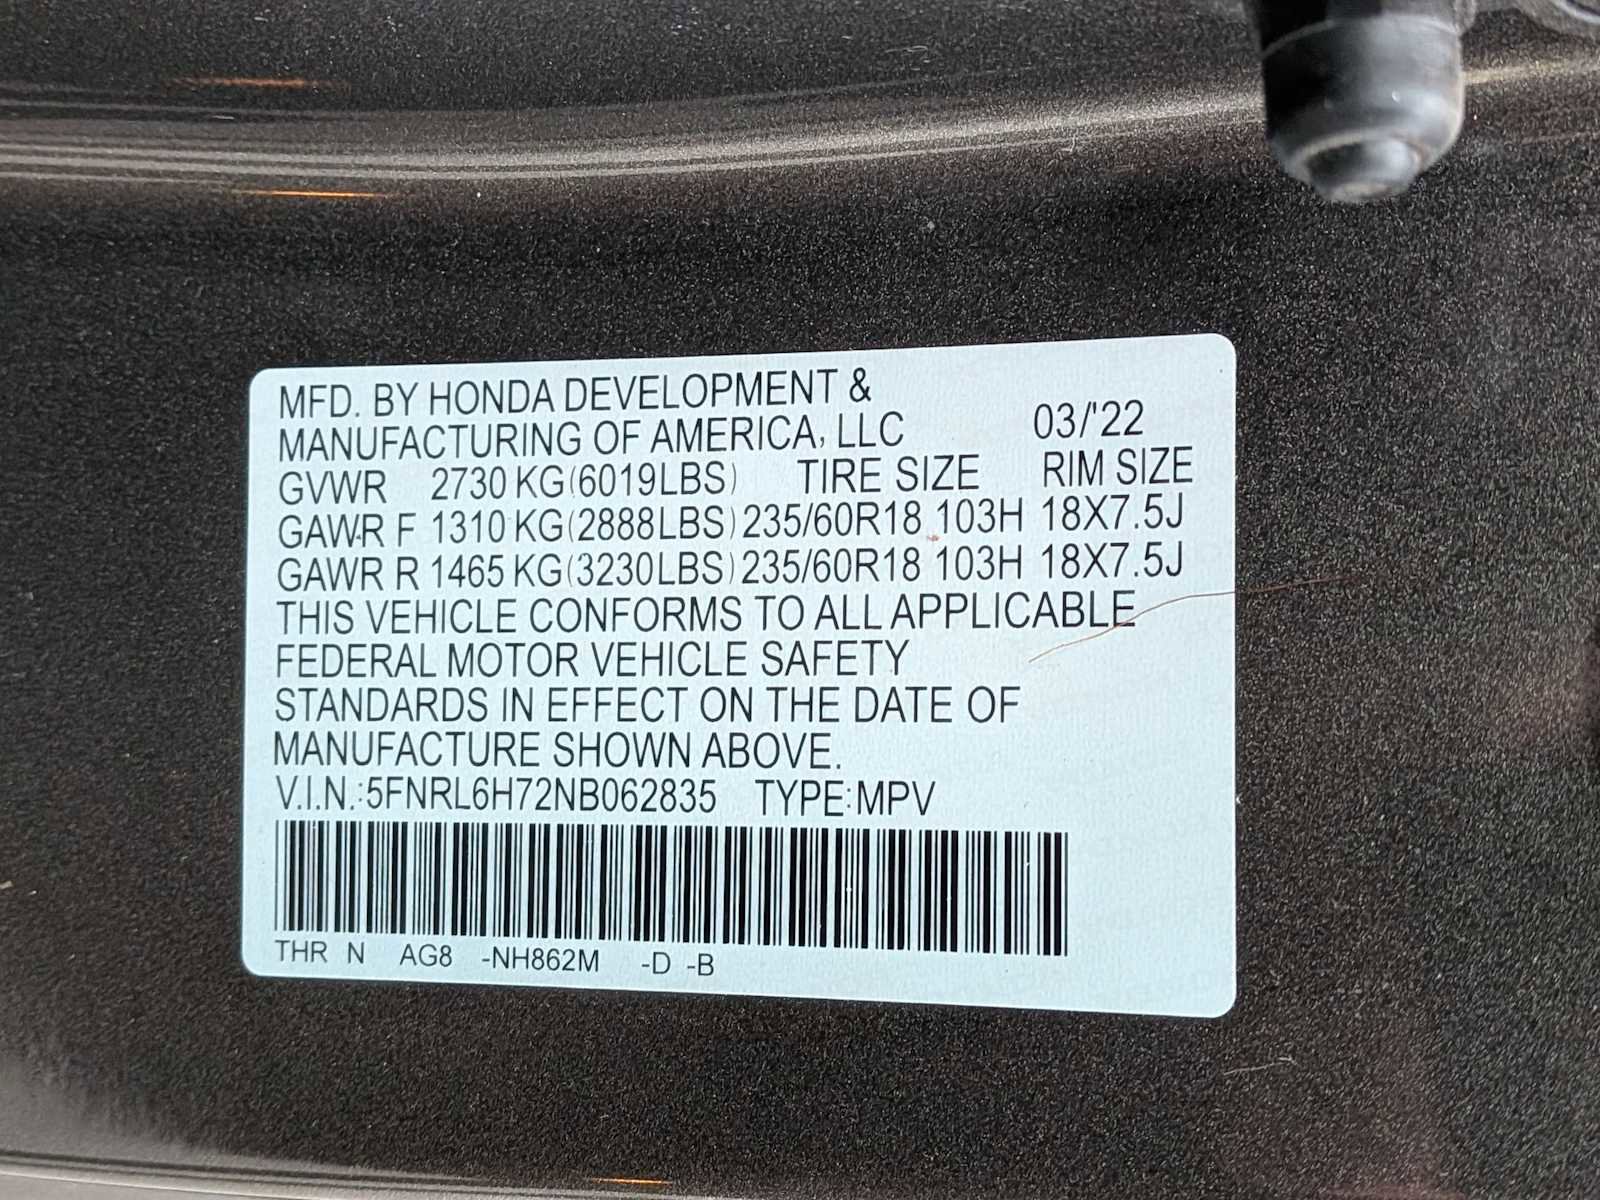 MFD. BY HONDA DEVELOPMENT &
MANUFACTURING OF AMERICA, LLC 03/'22
GVWR 2730 KG(6019LBS) TIRE SIZE RIM SIZE
GAWR F 1310 KG(2888LBS) 235/60R18 103H 18X7.5J
GAWR R 1465 KG(3230LBS) 235/60R18 103H 18X7.5J
THIS VEHICLE CONFORMS TO ALL APPLICABLE
FEDERAL MOTOR VEHICLE SAFETY
STANDARDS IN EFFECT ON THE DATE OF
MANUFACTURE SHOWN ABOVE.
V.I.N.:5FNRL6H72NB062835 TYPE:MPV
THR N AG8 -NH862M -D -B